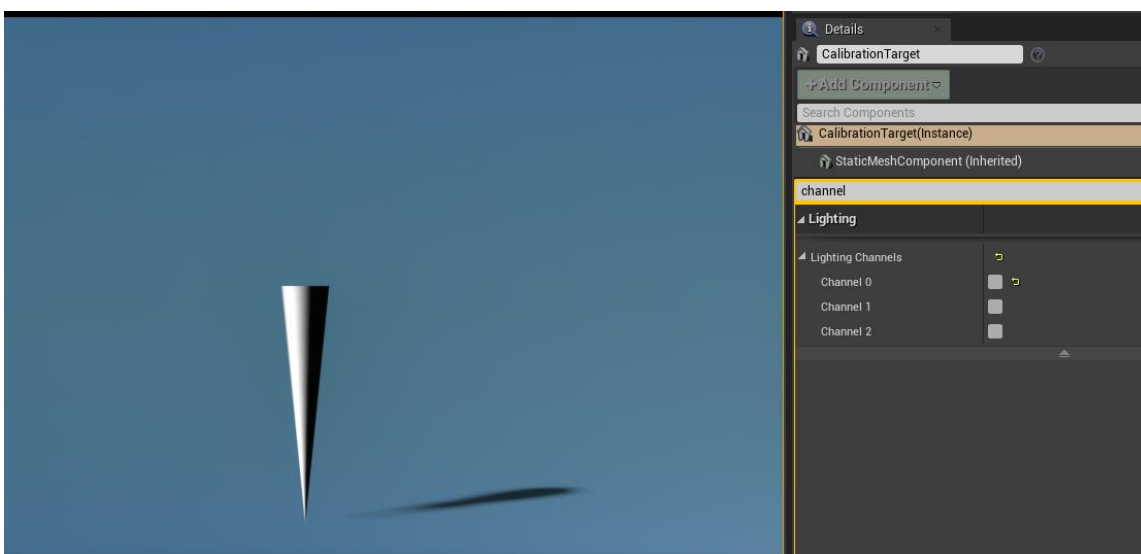 Details
CalibrationTarget
+Add Component
Search Components
CalibrationTarget(Instance)
StaticMeshComponent (Inherited)
channel
Lighting
Lighting Channels
Channel 0
Channel 1
Channel 2